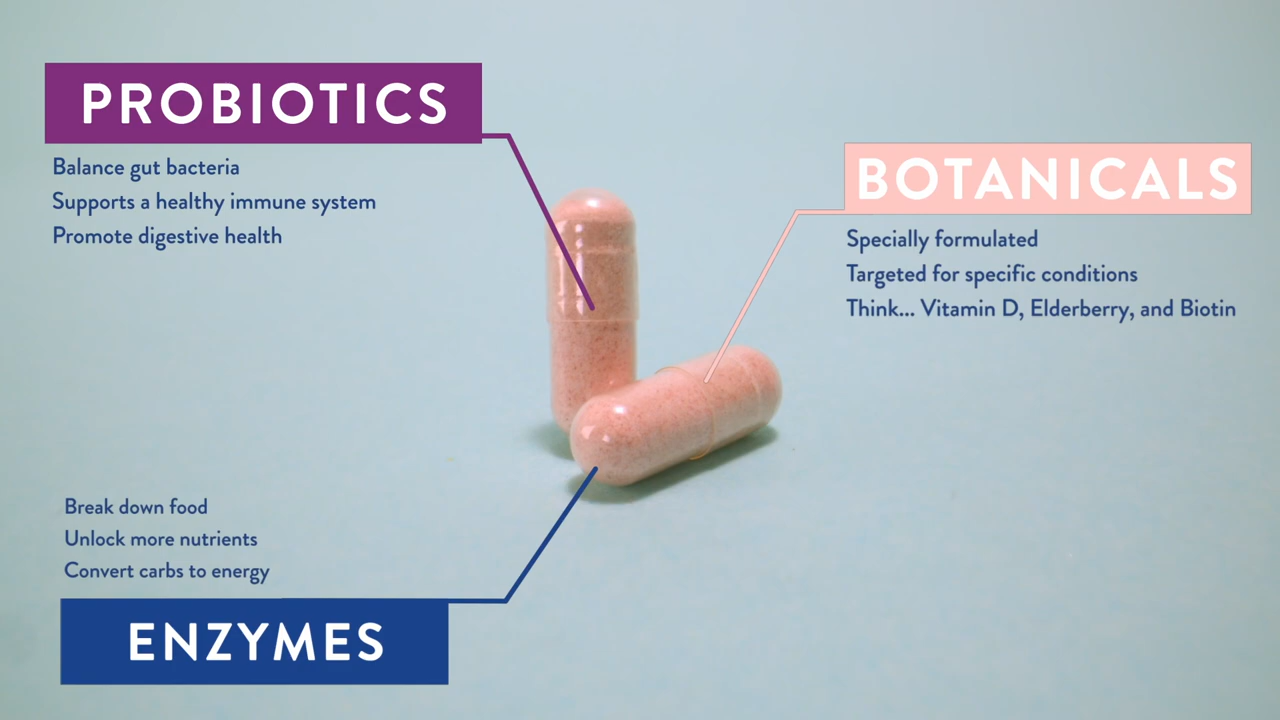 PROBIOTICS
Balance gut bacteria
Supports a healthy immune system
Promote digestive health
BOTANICALS
Specially formulated
Targeted for specific conditions
Think... Vitamin D, Elderberry, and Biotin
Break down food
Unlock more nutrients
Convert carbs to energy
ENZYMES